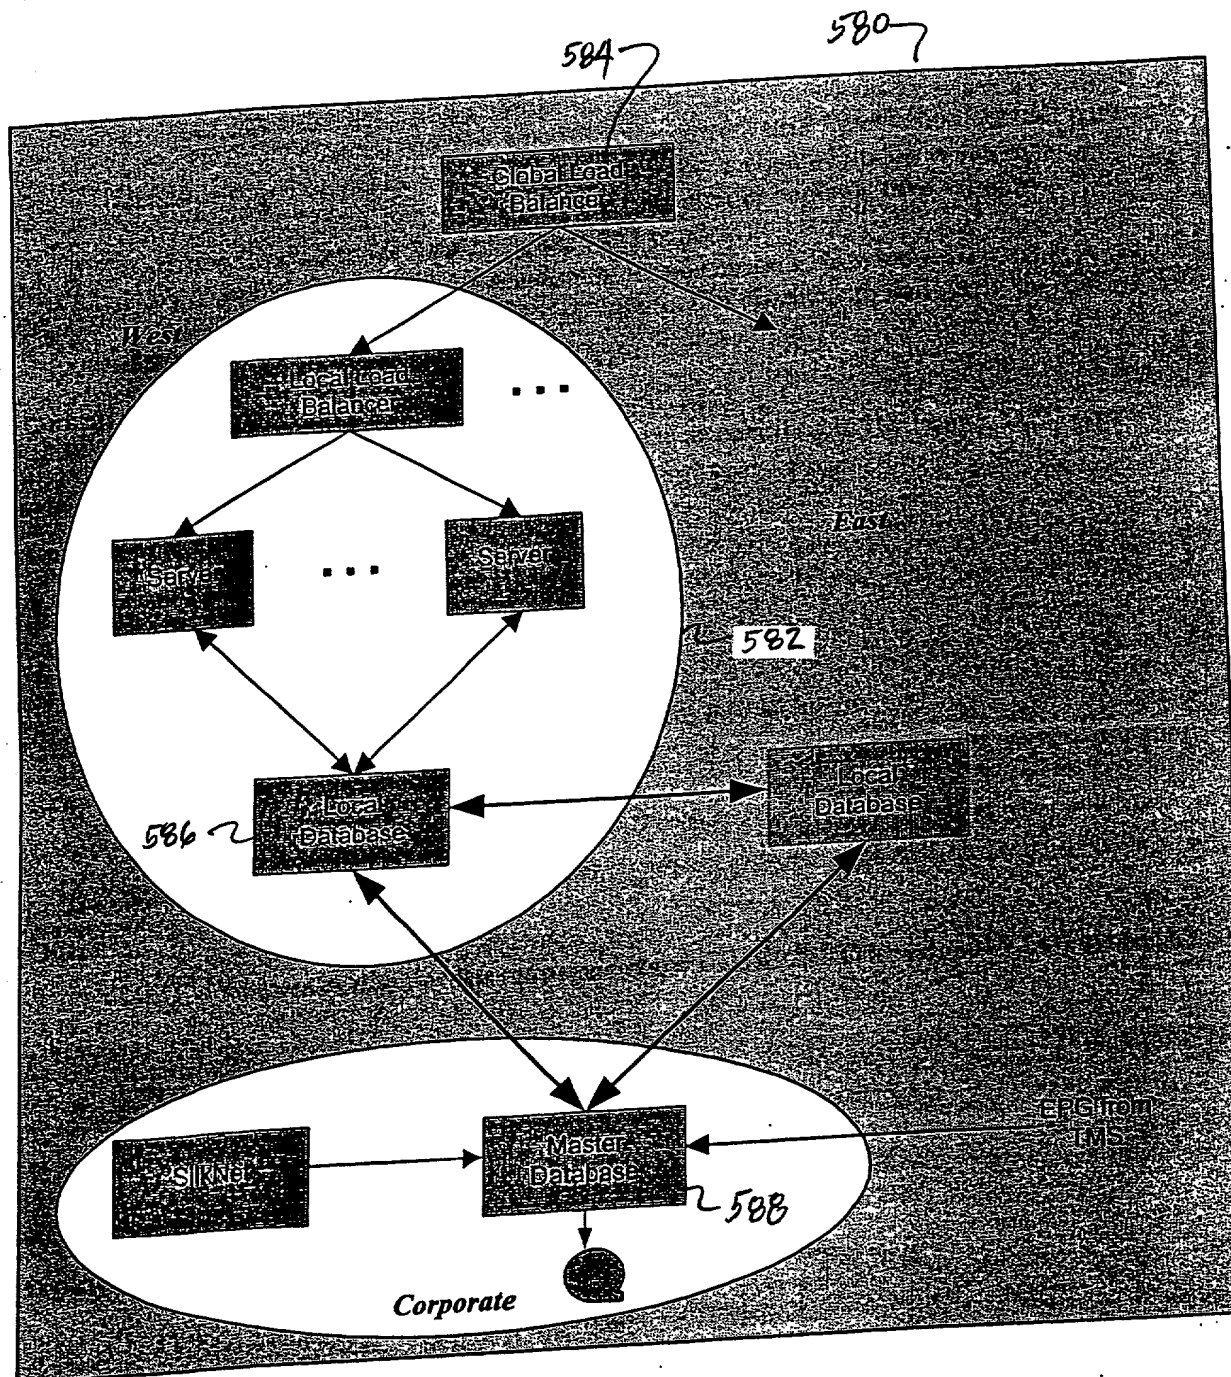 584
580
Global Load
Balance
West
Local Load
Balancer
...
Server
...
Server
East
582
Local
Database
586
Local
Database
EPG from
TMS
SilkNet
Master
Database
588
Corporate